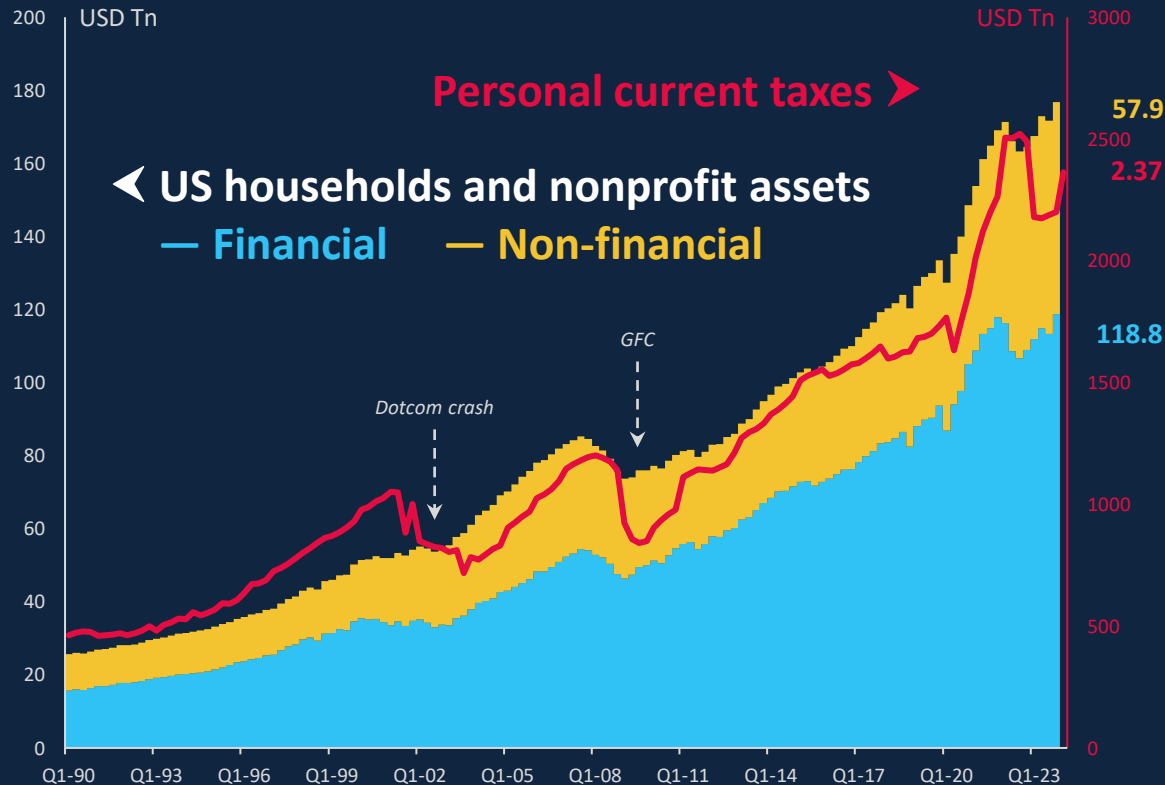 USD Tn
USD Tn
Personal current taxes
US households and nonprofit assets
Financial
Non-financial
Dotcom crash
GFC
200
180
160
140
120
100
80
60
40
20
0
3000
2500
2000
1500
1000
500
0
57.9
2.37
118.8
Q1-90
Q1-93
Q1-96
Q1-99
Q1-02
Q1-05
Q1-08
Q1-11
Q1-14
Q1-17
Q1-20
Q1-23